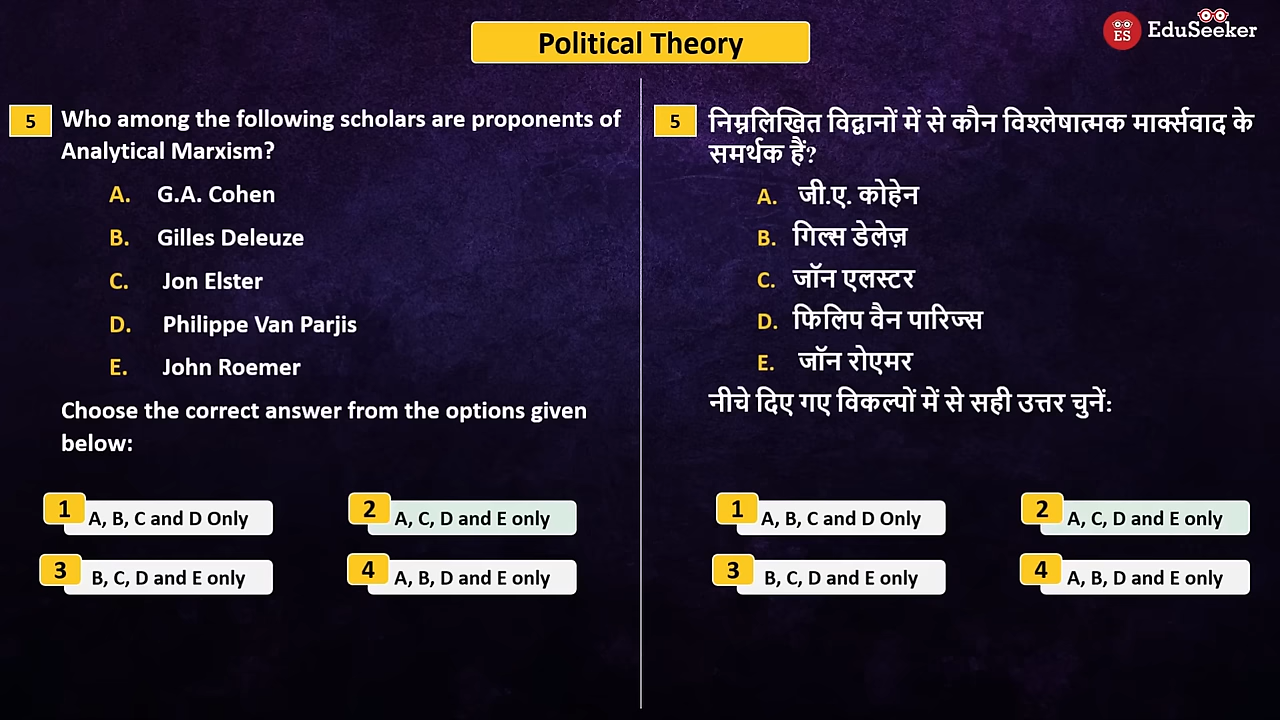 Political Theory
ES EduSeeker
5 Who among the following scholars are proponents of
Analytical Marxism?
A. G.A. Cohen
B. Gilles Deleuze
C. Jon Elster
D. Philippe Van Parjis
E. John Roemer
Choose the correct answer from the options given
below:
1 A, B, C and D Only
2 A, C, D and E only
3 B, C, D and E only
4 A, B, D and E only
5 निम्नलिखित विद्वानों में से कौन विश्लेषात्मक मार्क्सवाद के
समर्थक हैं?
A. जी.ए. कोहेन
B. गिल्स डेलेज़
C. जॉन एलस्टर
D. फिलिप वैन पारिज्स
E. जॉन रोएमर
नीचे दिए गए विकल्पों में से सही उत्तर चुनें:
1 A, B, C and D Only
2 A, C, D and E only
3 B, C, D and E only
4 A, B, D and E only